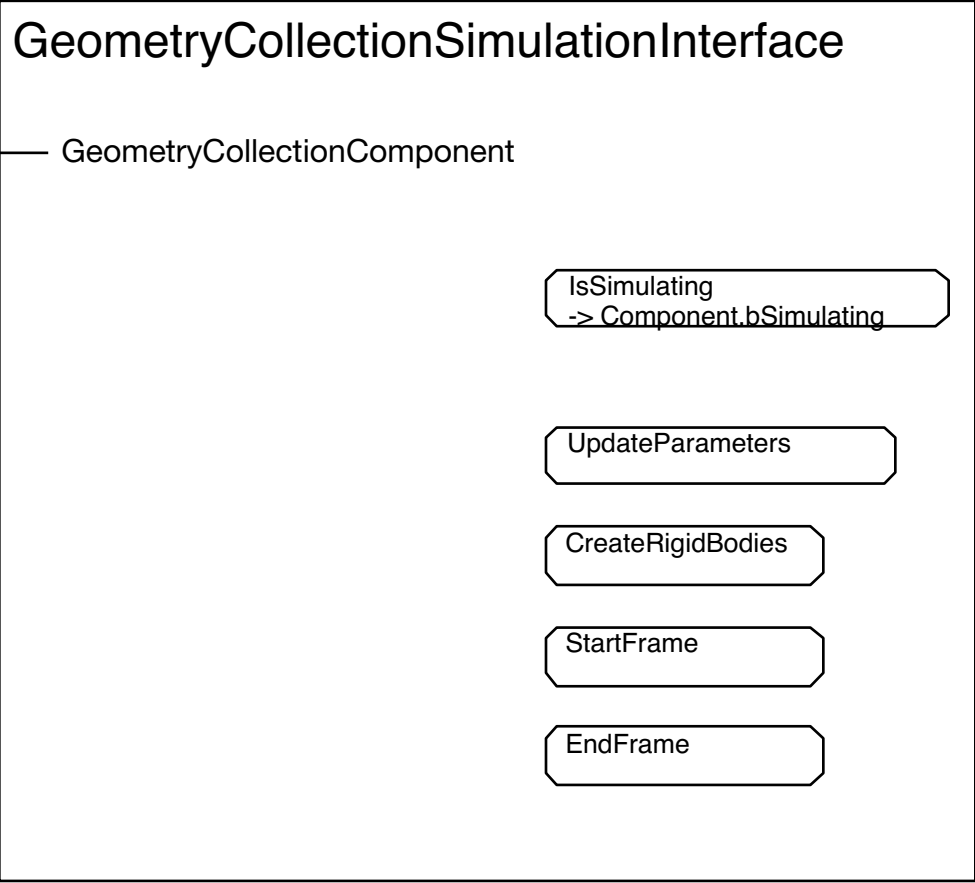 GeometryCollectionSimulationInterface
GeometryCollectionComponent
IsSimulating
-> Component.bSimulating
UpdateParameters
CreateRigidBodies
StartFrame
EndFrame